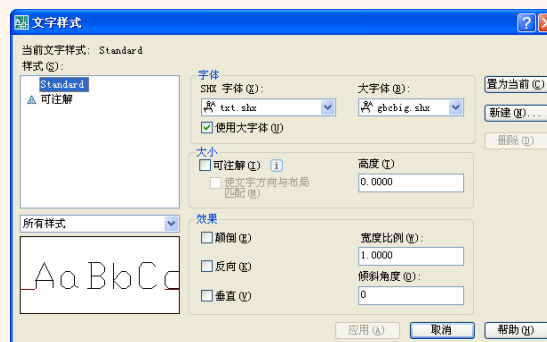 文字样式
当前文字样式: Standard
样式(S):
Standard
可注解
所有样式
AaBbCc
字体
SHX 字体(X):
大字体(B):
txt.shx
gbcbig.shx
使用大字体(U)
大小
可注解(I)
高度(T)
使文字方向与布局
匹配(M)
0.0000
效果
颠倒(E)
宽度比例(W):
1.0000
反向(K)
倾斜角度(O):
0
垂直(V)
置为当前(C)
新建(N)...
删除(D)
应用(A)
取消
帮助(H)